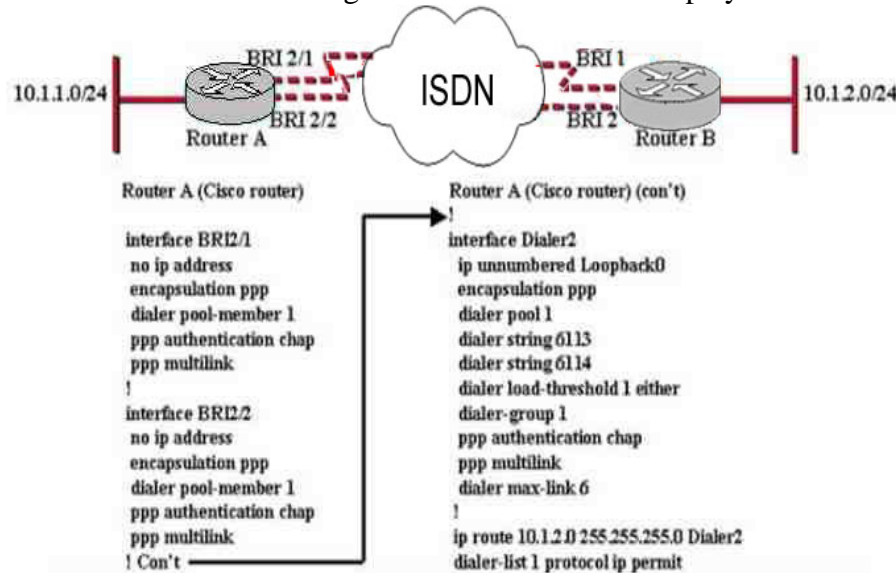 BRI 2/1
BRI 1
10.1.1.0/24
ISDN
10.1.2.0/24
BRI 2/2
BRI 2
Router A
Router B
Router A (Cisco router)
interface BRI2/1
no ip address
encapsulation ppp
dialer pool-member 1
ppp authentication chap
ppp multilink
!
interface BRI2/2
no ip address
encapsulation ppp
dialer pool-member 1
ppp authentication chap
ppp multilink
! Con't
Router A (Cisco router) (con't)
!
interface Dialer2
ip unnumbered Loopback0
encapsulation ppp
dialer pool 1
dialer string 6113
dialer string 6114
dialer load-threshold 1 either
dialer-group 1
ppp authentication chap
ppp multilink
dialer max-link 6
!
ip route 10.1.2.0 255.255.255.0 Dialer2
dialer-list 1 protocol ip permit